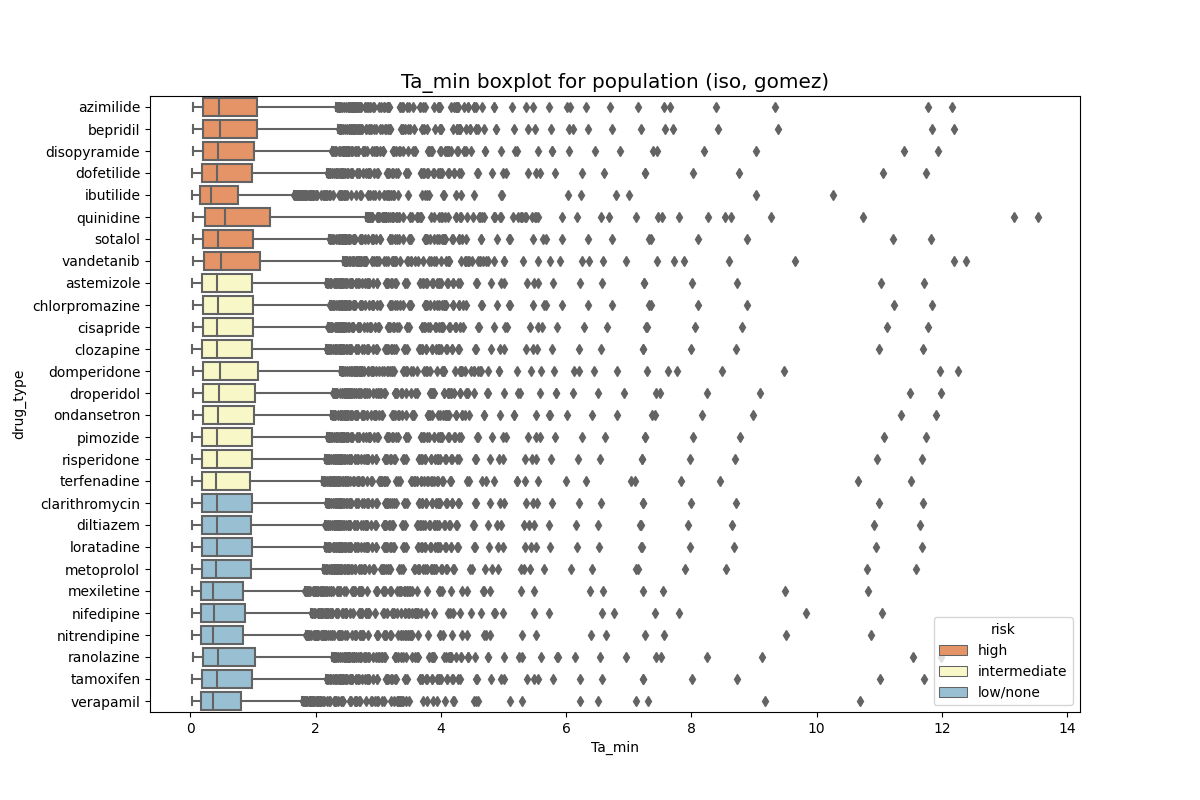 Ta_min boxplot for population (iso, gomez)
azimilide
bepridil
disopyramide
dofetilide
ibutilide
quinidine
sotalol
vandetanib
astemizole
chlorpromazine
cisapride
clozapine
domperidone
droperidol
ondansetron
pimozide
risperidone
terfenadine
clarithromycin
diltiazem
loratadine
metoprolol
mexiletine
nifedipine
nitrendipine
ranolazine
tamoxifen
verapamil
drug_type
risk
high
intermediate
low/none
0 2 4 6 8 10 12 14
Ta_min